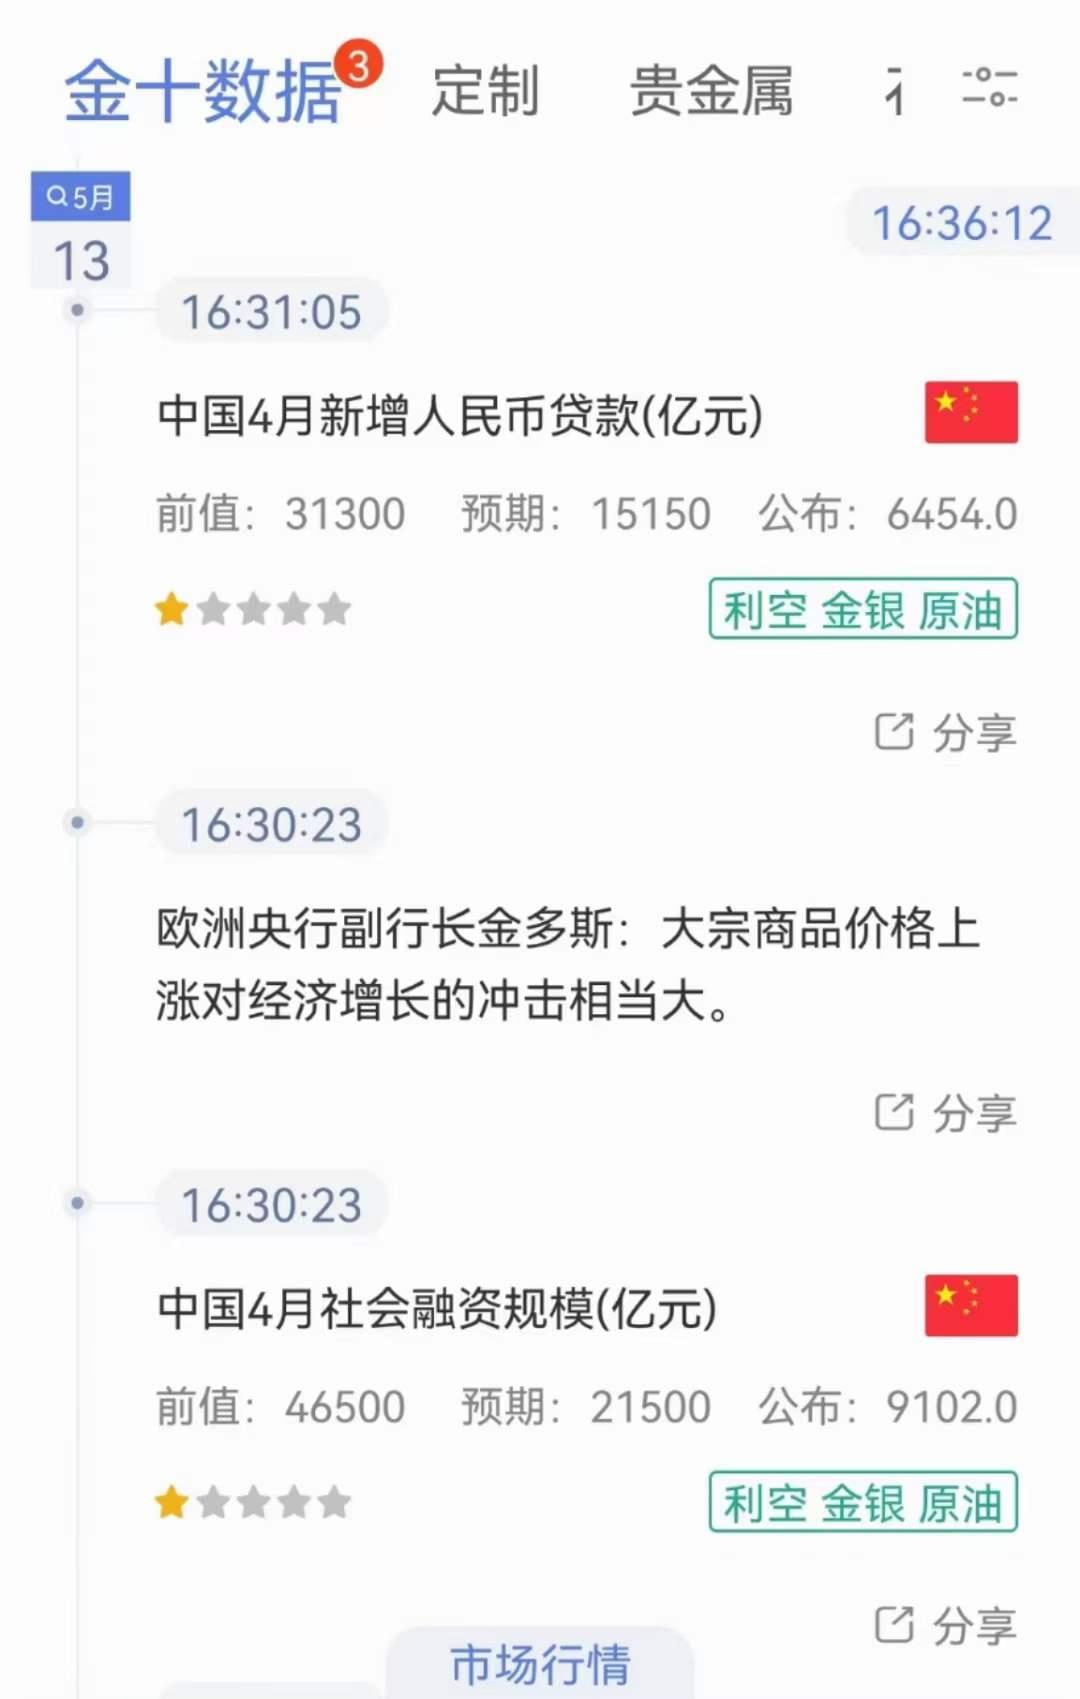 金十数据 3 定制 贵金属
5月
13
16:36:12
16:31:05
中国4月新增人民币贷款(亿元)
前值: 31300 预期: 15150 公布: 6454.0
利空 金银 原油
分享
16:30:23
欧洲央行副行长金多斯: 大宗商品价格上
涨对经济增长的冲击相当大。
分享
16:30:23
中国4月社会融资规模(亿元)
前值: 46500 预期: 21500 公布: 9102.0
利空 金银 原油
分享
市场行情